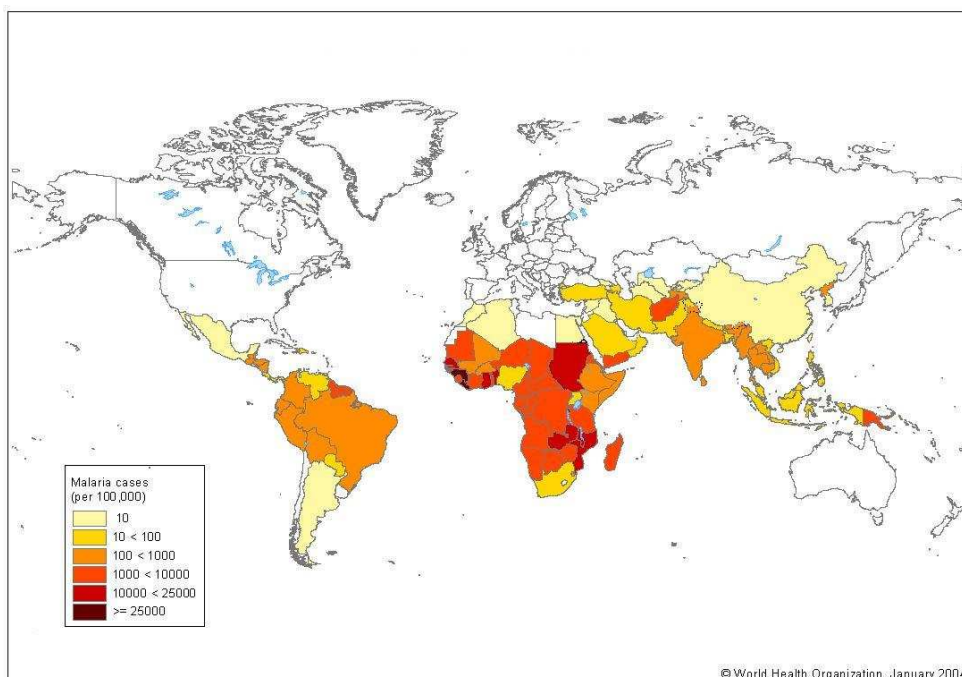 Malaria cases
(per 100,000)
10
10 < 100
100 < 1000
1000 < 10000
10000 < 25000
>= 25000
© World Health Organization, January 2004